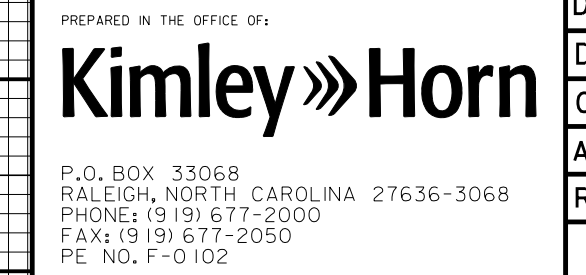 PREPARED IN THE OFFICE OF:
Kimley»»Horn
P.O. BOX 33068
RALEIGH, NORTH CAROLINA 27636-3068
PHONE: (919) 677-2000
FAX: (919) 677-2050
PE NO. F-0102